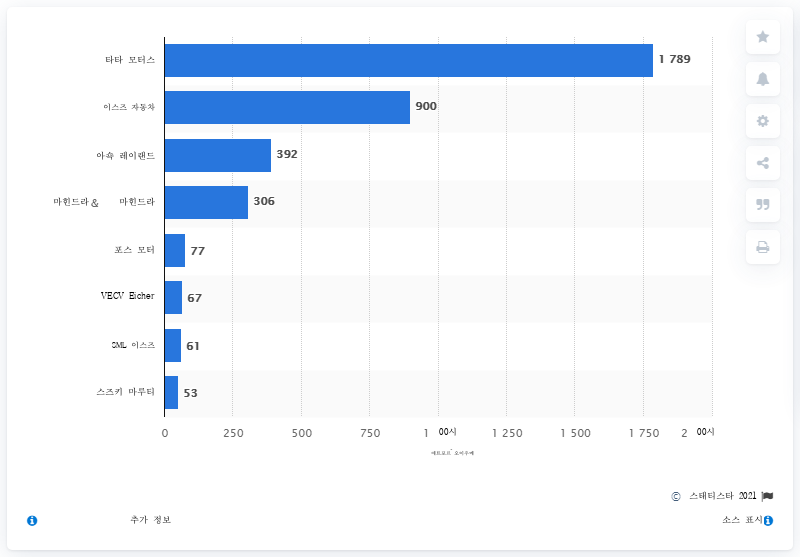 타타 모터스 1 789
이스즈 자동차 900
아쇽 레이랜드 392
마힌드라& 마힌드라 306
포스 모터 77
VECV Eicher 67
SML 이스즈 61
스즈키 마루티 53
0 250 500 750 1 00시 1 250 1 500 1 750 2 00시
© 스태티스타 2021
추가 정보 소스 표시